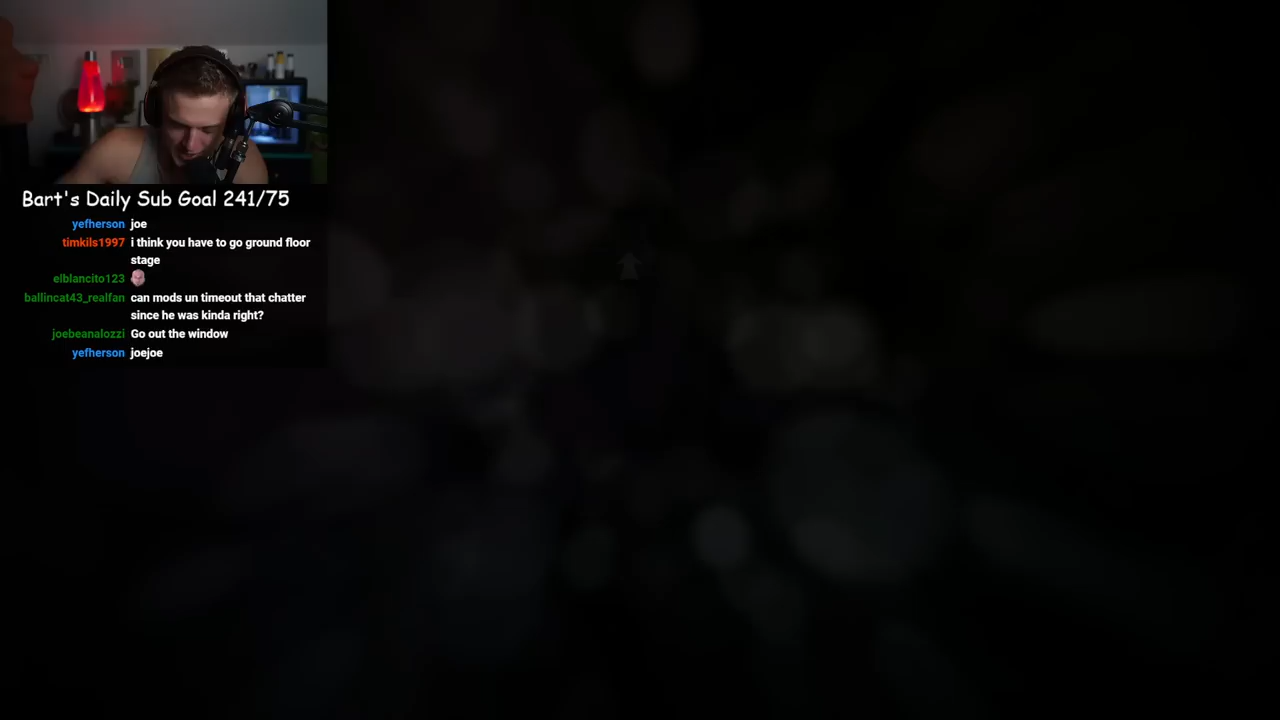 Bart's Daily Sub Goal 241/75
yefherson joe
timkils1997 i think you have to go ground floor
stage
elblancito123
ballincat43_realfan can mods un timeout that chatter
since he was kinda right?
joebeanalozzi Go out the window
yefherson joejoe